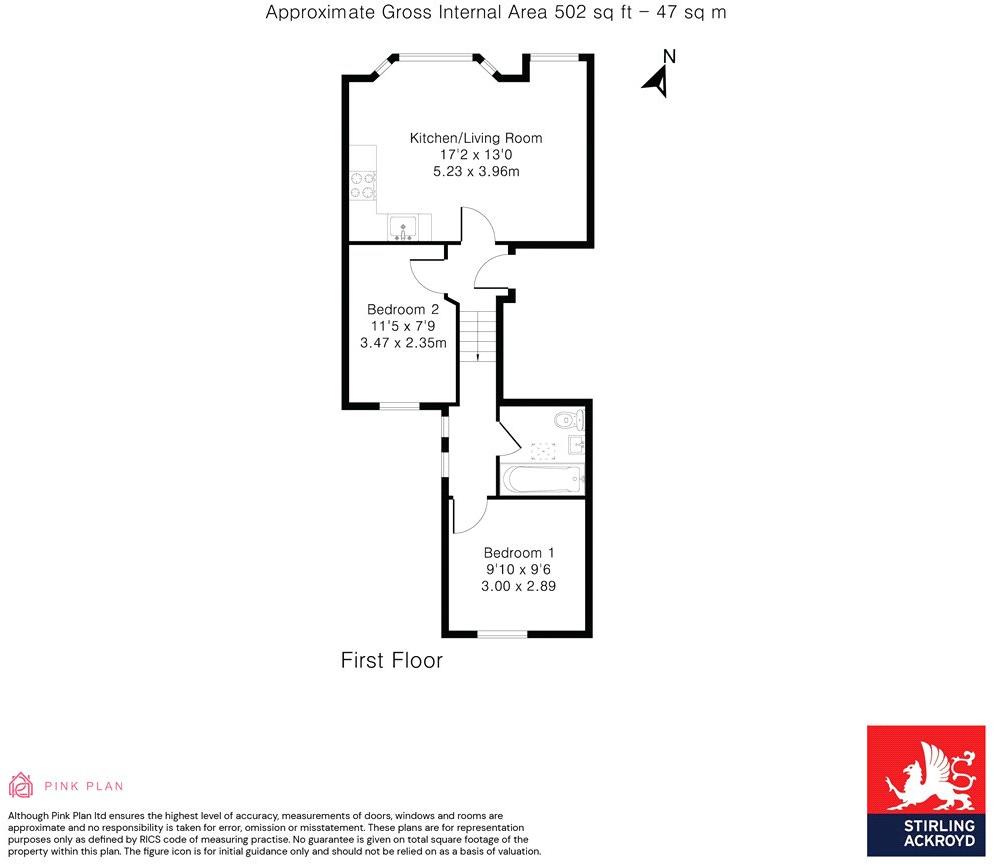 Approximate Gross Internal Area 502 sq ft – 47 sq m
N
Kitchen/Living Room
17'2 x 13'0
5.23 x 3.96m
Bedroom 2
11'5 x 7'9
3.47 x 2.35m
Bedroom 1
9'10 x 9'6
3.00 x 2.89
First Floor
PINK PLAN
Although Pink Plan ltd ensures the highest level of accuracy, measurements of doors, windows and rooms are
approximate and no responsibility is taken for error, omission or misstatement. These plans are for representation
purposes only as defined by RICS code of measuring practise. No guarantee is given on total square footage of the
property within this plan. The figure icon is for initial guidance only and should not be relied on as a basis of valuation.
STIRLING
ACKROYD